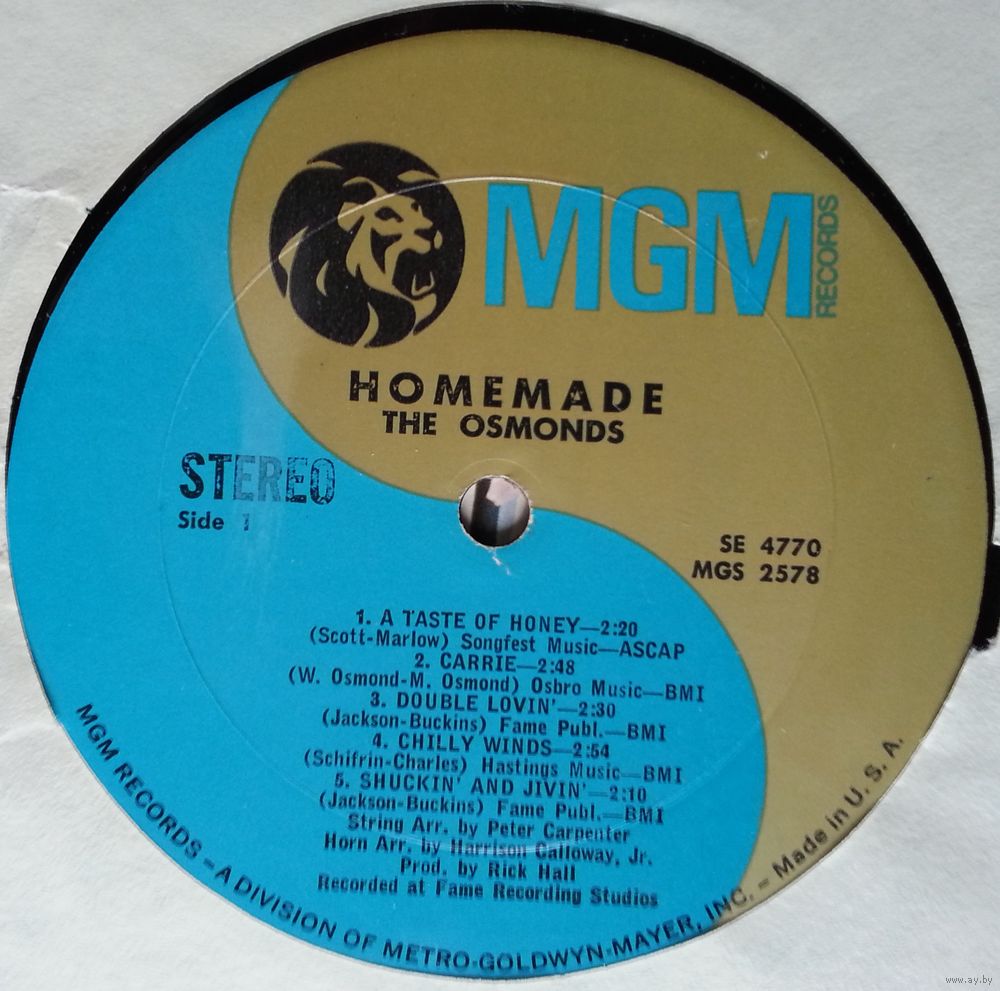 MGM
RECORDS
HOMEMADE
THE OSMONDS
STEREO
Side 1
SE 4770
MGS 2578
1. A TASTE OF HONEY—2:20
(Scott-Marlow) Songfest Music—ASCAP
2. CARRIE—2:48
(W. Osmond-M. Osmond) Osbro Music—BMI
3. DOUBLE LOVIN'—2:30
(Jackson-Buckins) Fame Publ.—BMI
4. CHILLY WINDS—2:54
(Schifrin-Charles) Hastings Music—BMI
5. SHUCKIN' AND JIVIN'—2:10
(Jackson-Buckins) Fame Publ.—BMI
String Arr. by Peter Carpenter
Horn Arr. by Harrison Calloway, Jr.
Prod. by Rick Hall
Recorded at Fame Recording Studios
MGM RECORDS – A DIVISION OF METRO-GOLDWYN-MAYER, INC. – Made in U. S. A.
www.ay.by